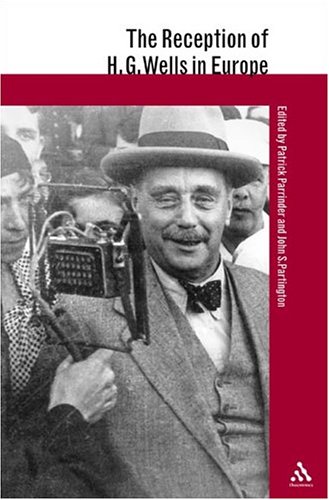 The Reception of
H.G.Wells in Europe
Edited by Patrick Parrinder and John S.Partington
Continuum